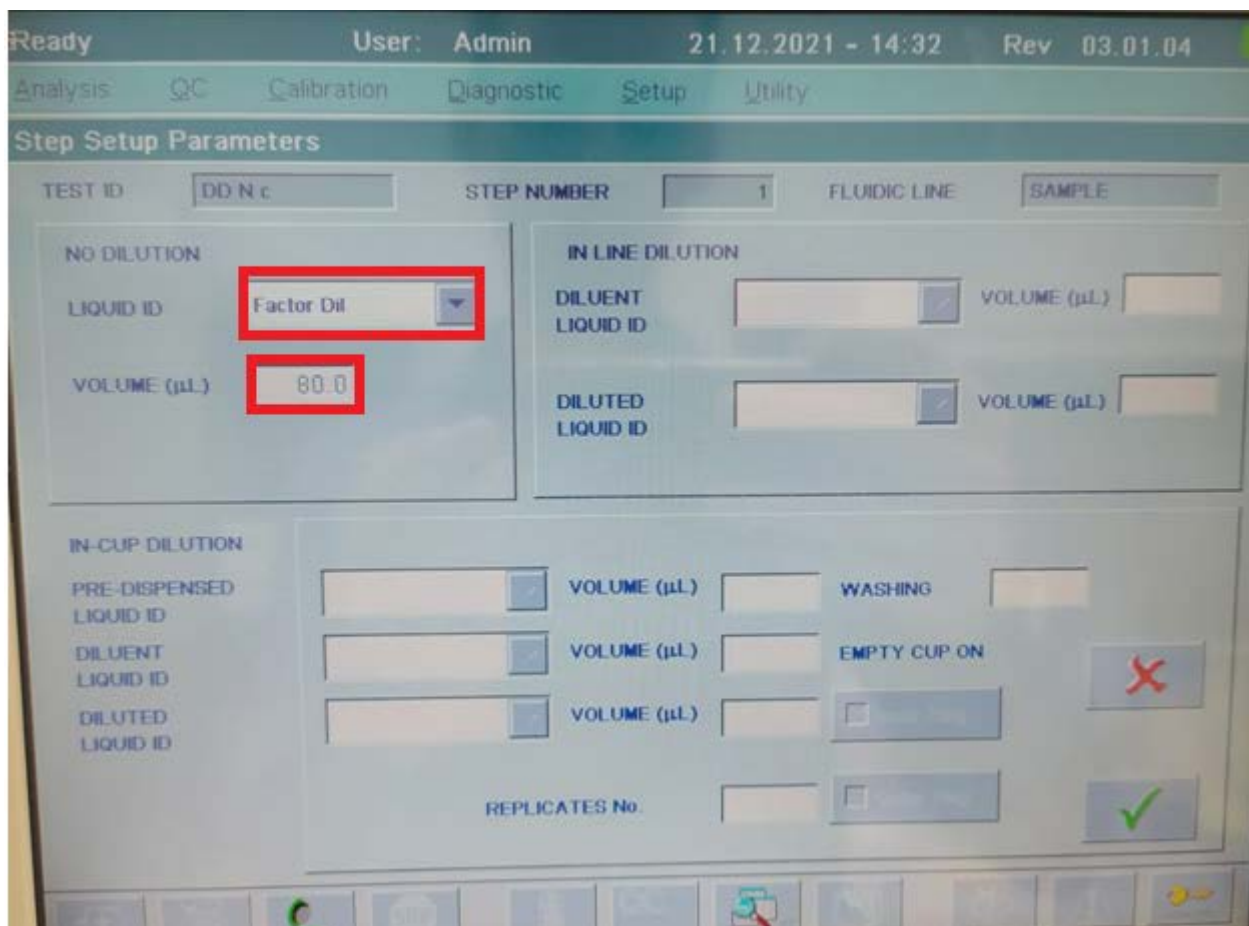 Ready User: Admin 21.12.2021 - 14:32 Rev 03.01.04
Analysis QC Calibration Diagnostic Setup Utility
Step Setup Parameters
TEST ID DD N c STEP NUMBER 1 FLUIDIC LINE SAMPLE
NO DILUTION
LIQUID ID Factor Dil
VOLUME (µL) 80.0
IN LINE DILUTION
DILUENT LIQUID ID VOLUME (µL)
DILUTED LIQUID ID VOLUME (µL)
IN-CUP DILUTION
PRE-DISPENSED LIQUID ID VOLUME (µL) WASHING
DILUENT LIQUID ID VOLUME (µL) EMPTY CUP ON
DILUTED LIQUID ID VOLUME (µL)
REPLICATES No.